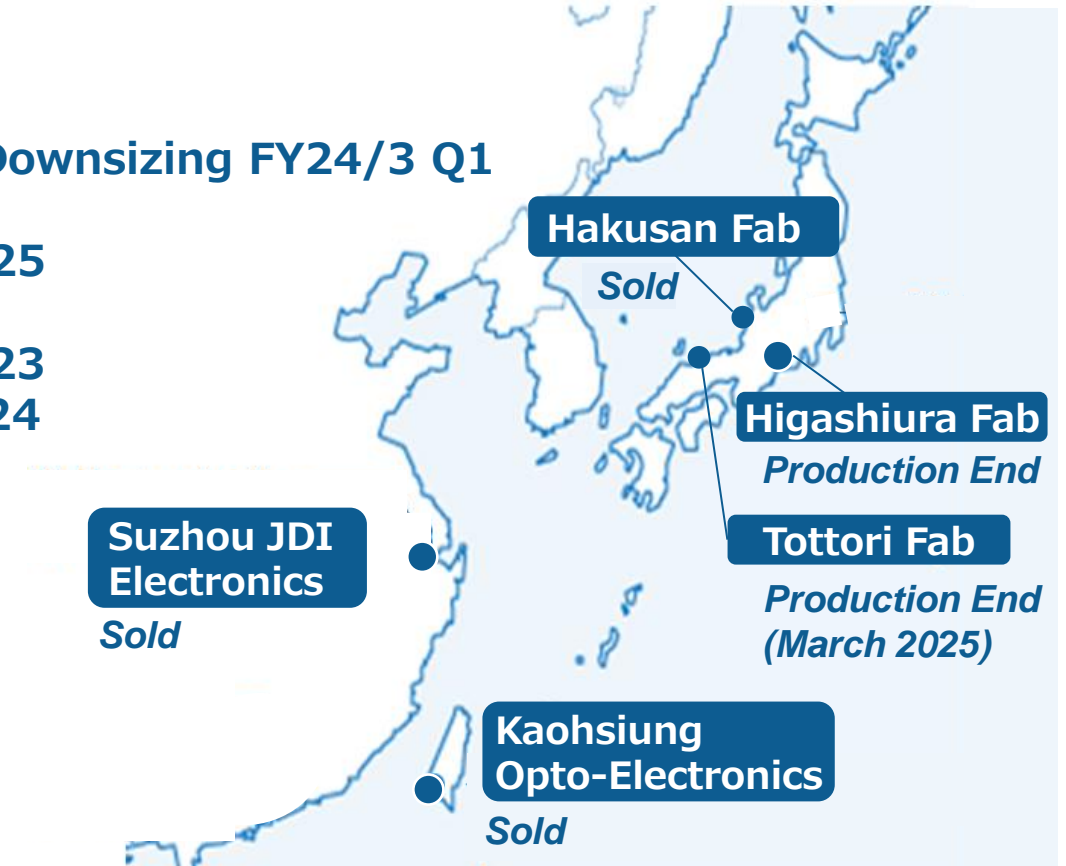 Downsizing FY24/3 Q1
25
23
24
Hakusan Fab
Sold
Higashiura Fab
Production End
Tottori Fab
Production End
(March 2025)
Suzhou JDI
Electronics
Sold
Kaohsiung
Opto-Electronics
Sold